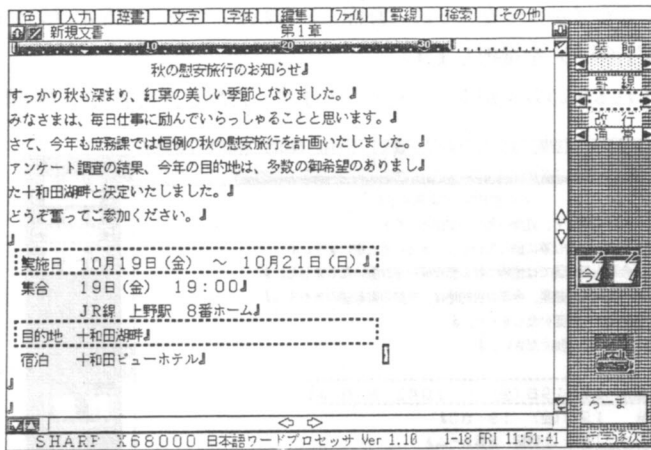 [色] [入力] [辞書] [文字] [字体] [編集] [ファイル] [罫線] [検索] [その他]
新規文書 第1章
10 20 30
秋の慰安旅行のお知らせ
すっかり秋も深まり、紅葉の美しい季節となりました。
みなさまは、毎日仕事に励んでいらっしゃることと思います。
さて、今年も庶務課では恒例の秋の慰安旅行を計画いたしました。
アンケート調査の結果、今年の目的地は、多数の御希望のありまし
た十和田湖畔と決定いたしました。
どうぞ奮ってご参加ください。
実施日 10月19日(金) ~ 10月21日(日)
集合 19日(金) 19:00
JR線 上野駅 8番ホーム
目的地 十和田湖畔
宿泊 十和田ビューホテル
装飾
罫線
改行
通常
今
ろーま
SHARP X68000 日本語ワードプロセッサ Ver 1.10 1-18 FRI 11:51:41